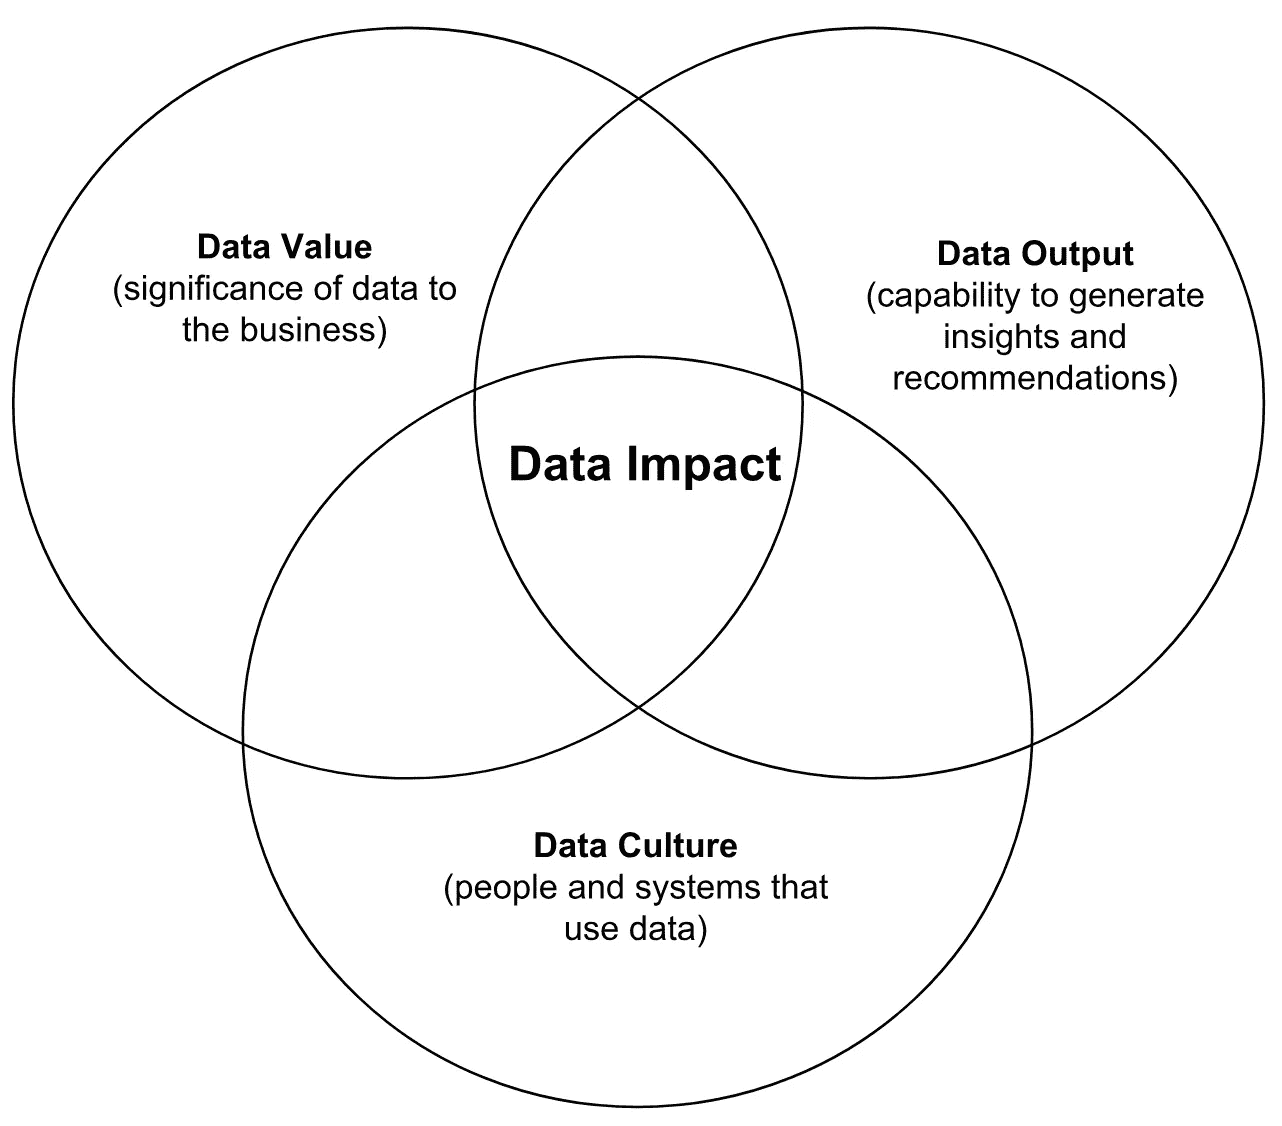 Data Value
(significance of data to
the business)
Data Output
(capability to generate
insights and
recommendations)
Data Impact
Data Culture
(people and systems that
use data)